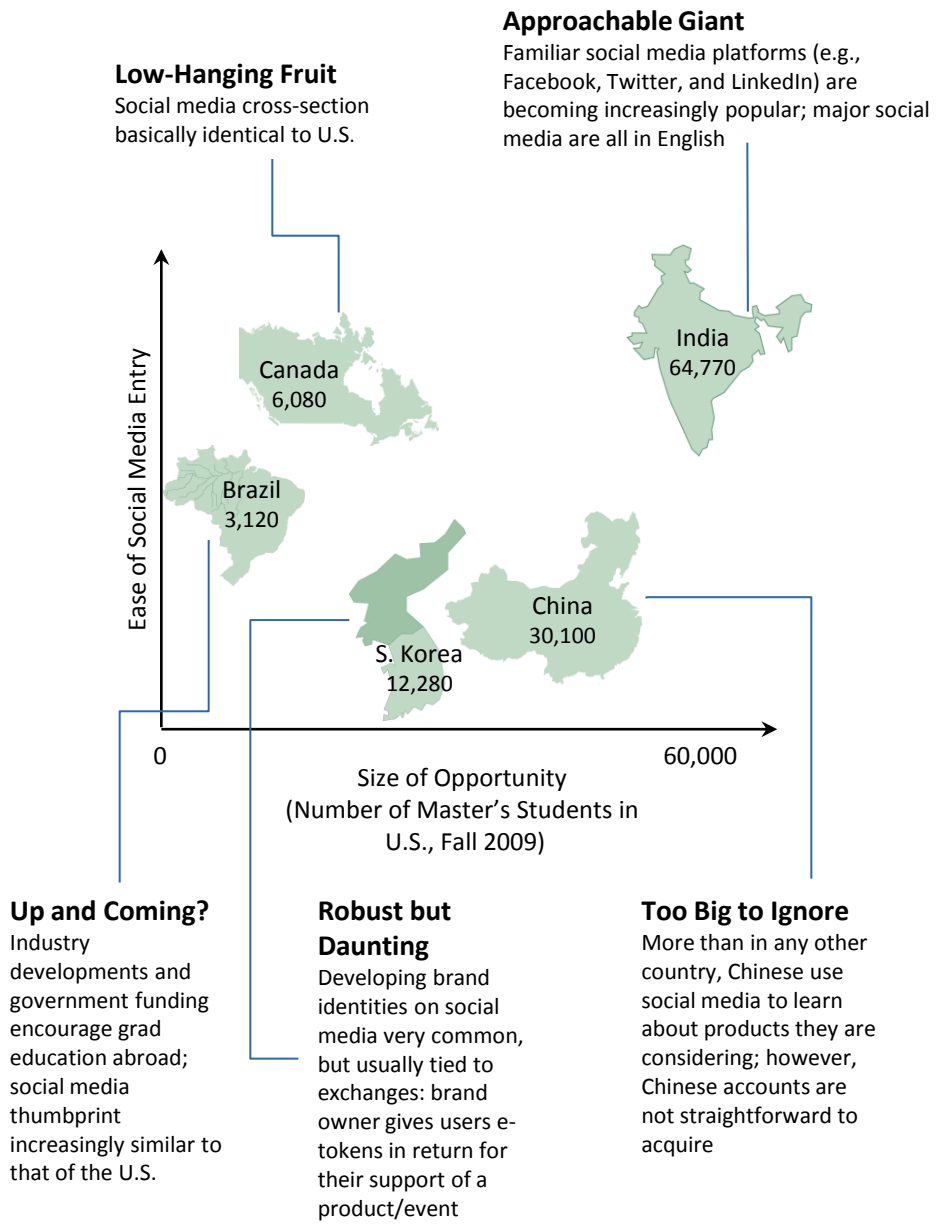 Approachable Giant
Familiar social media platforms (e.g.,
Facebook, Twitter, and LinkedIn) are
becoming increasingly popular; major social
media are all in English
Low-Hanging Fruit
Social media cross-section
basically identical to U.S.
Ease of Social Media Entry
India
64,770
Canada
6,080
Brazil
3,120
China
30,100
S. Korea
12,280
0
60,000
Size of Opportunity
(Number of Master’s Students in
U.S., Fall 2009)
Up and Coming?
Industry
developments and
government funding
encourage grad
education abroad;
social media
thumbprint
increasingly similar to
that of the U.S.
Robust but
Daunting
Developing brand
identities on social
media very common,
but usually tied to
exchanges: brand
owner gives users e-
tokens in return for
their support of a
product/event
Too Big to Ignore
More than in any other
country, Chinese use
social media to learn
about products they are
considering; however,
Chinese accounts are
not straightforward to
acquire